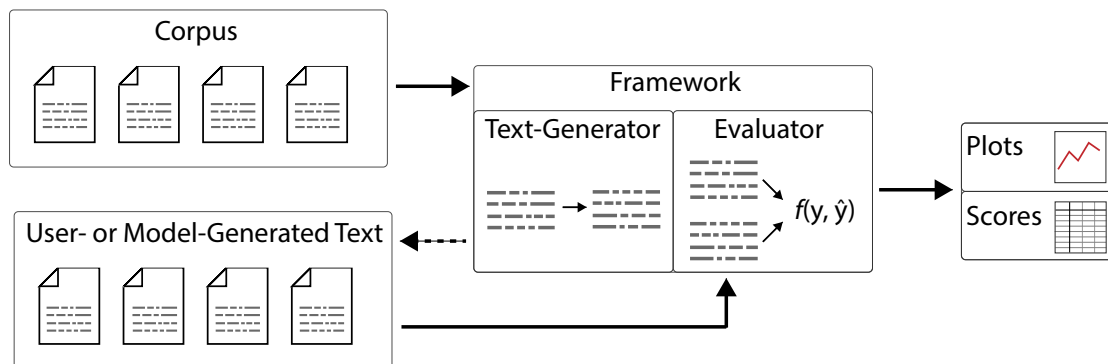 Corpus
Framework
Text-Generator
Evaluator
f(y, ŷ)
User- or Model-Generated Text
Plots
Scores